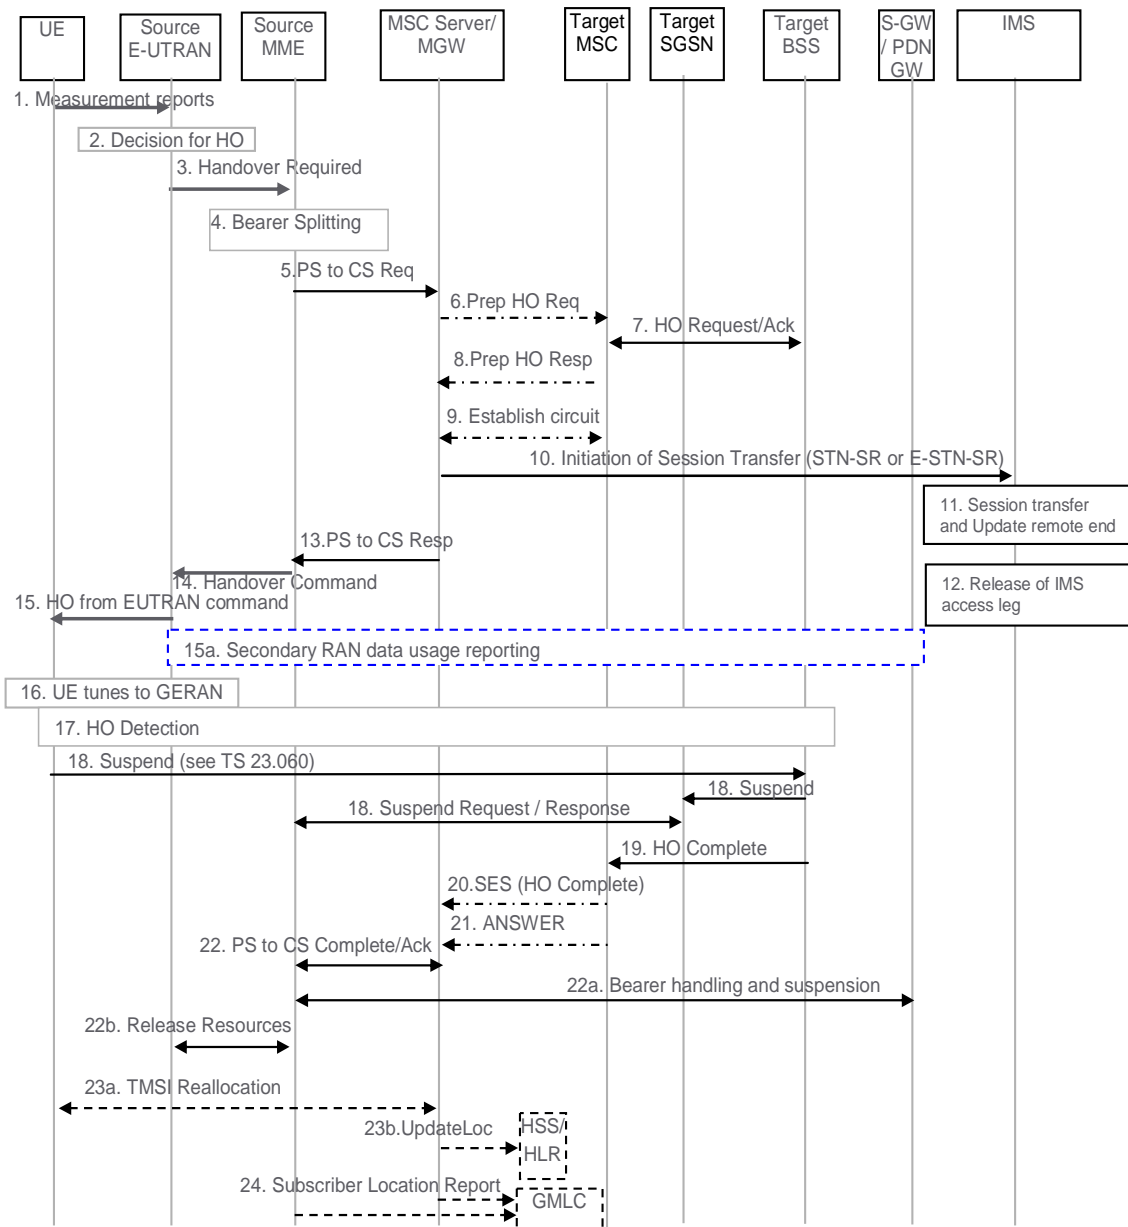 UE
Source
E-UTRAN
Source
MME
MSC Server/
MGW
Target
MSC
Target
SGSN
Target
BSS
S-GW
/ PDN
GW
IMS
1. Measurement reports
2. Decision for HO
3. Handover Required
4. Bearer Splitting
5.PS to CS Req
6.Prep HO Req
7. HO Request/Ack
8.Prep HO Resp
9. Establish circuit
10. Initiation of Session Transfer (STN-SR or E-STN-SR)
11. Session transfer
and Update remote end
13.PS to CS Resp
14. Handover Command
12. Release of IMS
access leg
15. HO from EUTRAN command
15a. Secondary RAN data usage reporting
16. UE tunes to GERAN
17. HO Detection
18. Suspend (see TS 23.060)
18. Suspend
18. Suspend Request / Response
19. HO Complete
20.SES (HO Complete)
21. ANSWER
22. PS to CS Complete/Ack
22a. Bearer handling and suspension
22b. Release Resources
23a. TMSI Reallocation
23b.UpdateLoc
HSS/
HLR
24. Subscriber Location Report
GMLC